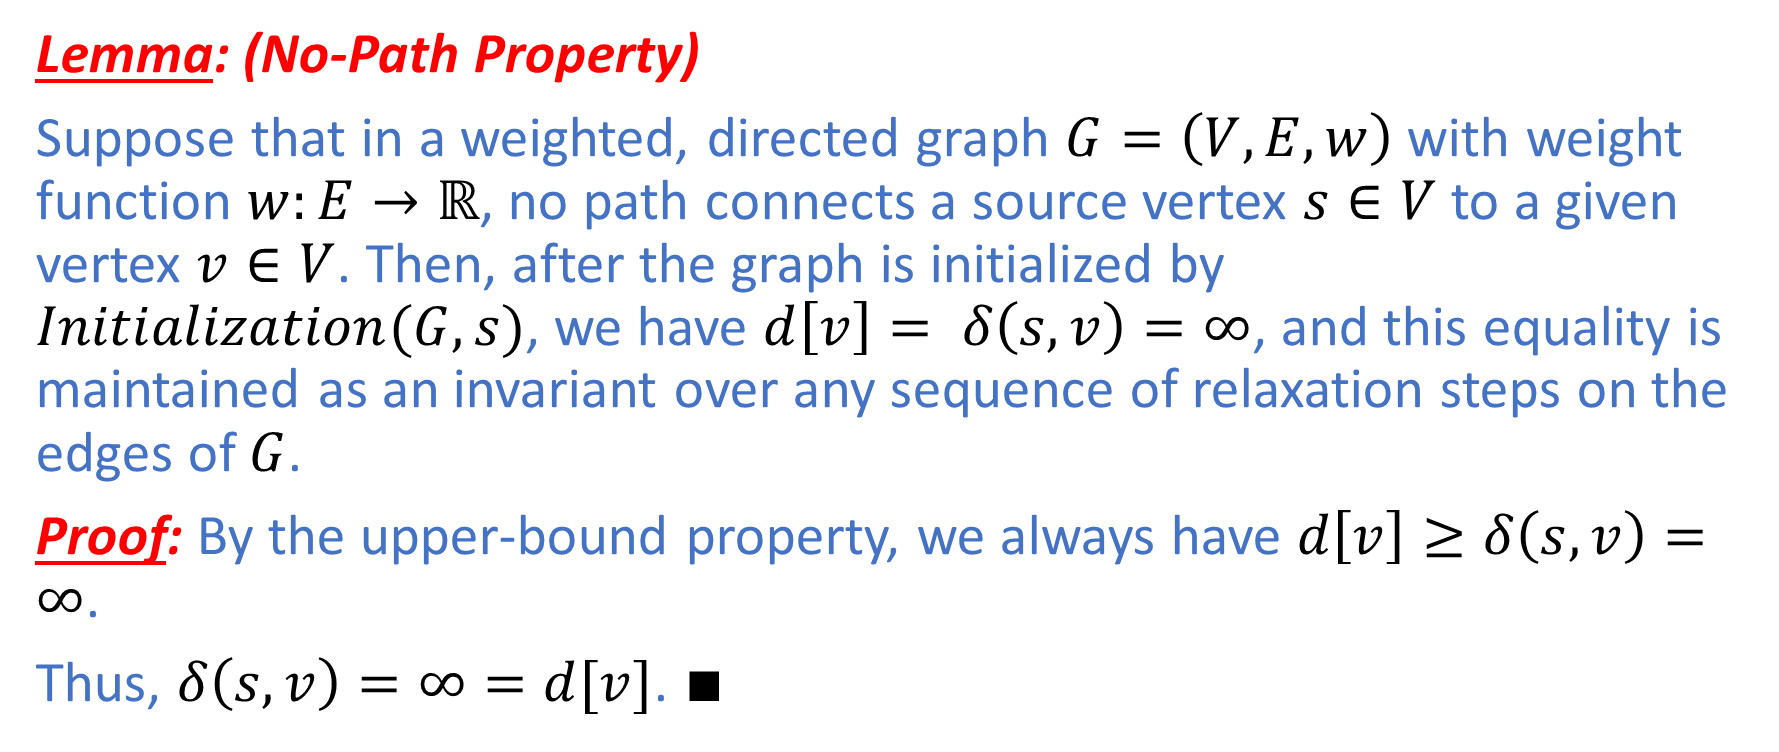 Lemma: (No-Path Property)
Suppose that in a weighted, directed graph G = (V, E, w) with weight
function w: E → ℝ, no path connects a source vertex s ∈ V to a given
vertex v ∈ V. Then, after the graph is initialized by
Initialization(G, s), we have d[v] = δ(s, v) = ∞, and this equality is
maintained as an invariant over any sequence of relaxation steps on the
edges of G.
Proof: By the upper-bound property, we always have d[v] ≥ δ(s, v) =
∞.
Thus, δ(s, v) = ∞ = d[v]. ■